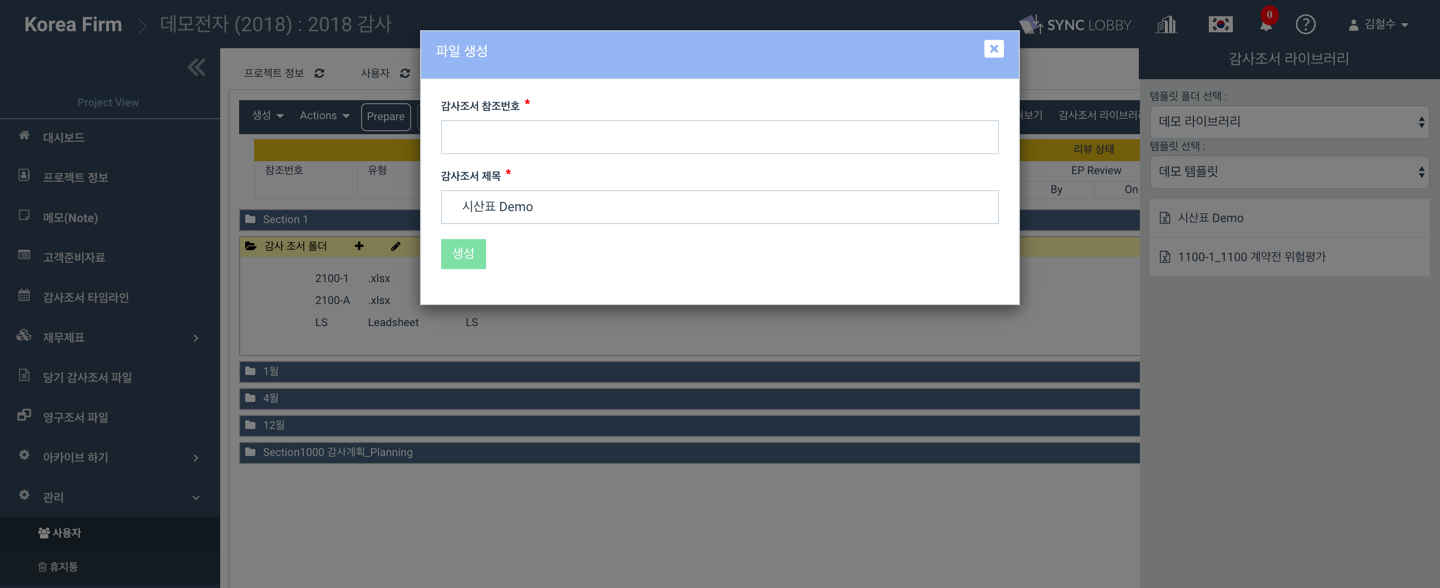 Korea Firm
데모전자 (2018) : 2018 감사
SYNC LOBBY
0
김철수
파일 생성
감사조서 참조번호 *
감사조서 제목 *
시산표 Demo
생성
Project View
대시보드
프로젝트 정보
메모(Note)
고객준비자료
감사조서 타임라인
재무제표
당기 감사조서 파일
영구조서 파일
아카이브 하기
관리
사용자
휴지통
프로젝트 정보
사용자
생성
Actions
Prepare
보기
감사조서 라이브러리
참조번호
유형
리뷰 상태
EP Review
By
On
Section 1
감사 조서 폴더
2100-1 .xlsx
2100-A .xlsx
LS Leadsheet LS
1월
4월
12월
Section1000 감사계획_Planning
감사조서 라이브러리
템플릿 폴더 선택 :
데모 라이브러리
템플릿 선택 :
데모 템플릿
시산표 Demo
1100-1_1100 계약전 위험평가